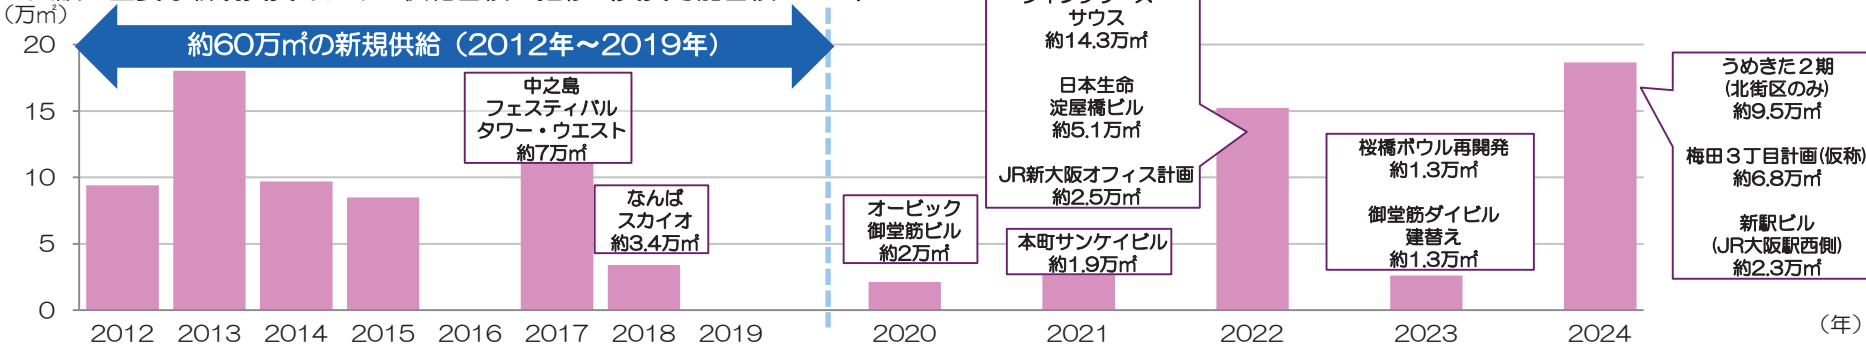 (万㎡)
約60万㎡の新規供給（2012年～2019年）
20
15
10
5
0
中之島
フェスティバル
タワー・ウエスト
約7万㎡
なんば
スカイオ
約3.4万㎡
オービック
御堂筋ビル
約2万㎡
サウス
約14.3万㎡
日本生命
淀屋橋ビル
約5.1万㎡
JR新大阪オフィス計画
約2.5万㎡
本町サンケイビル
約1.9万㎡
桜橋ボウル再開発
約1.3万㎡
御堂筋ダイビル
建替え
約1.3万㎡
うめきた２期
(北街区のみ)
約9.5万㎡
梅田３丁目計画(仮称)
約6.8万㎡
新駅ビル
(JR大阪駅西側)
約2.3万㎡
2012 2013 2014 2015 2016 2017 2018 2019 2020 2021 2022 2023 2024 （年）